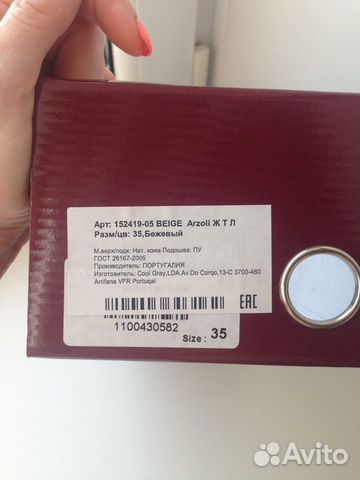 Арт: 152419-05 BEIGE Arzoli Ж Т Л
Разм/цв: 35,Бежевый
М.верх/подк: Нат. кожа Подошва: ПУ
ГОСТ 26167-2005
Производитель: ПОРТУГАЛИЯ
Изготовитель: Cool Gray,LDA.Av.Do Corgo,13-C 3700-460
Arrifana VFR Portugal
EAC
1100430582
Size : 35
Avito